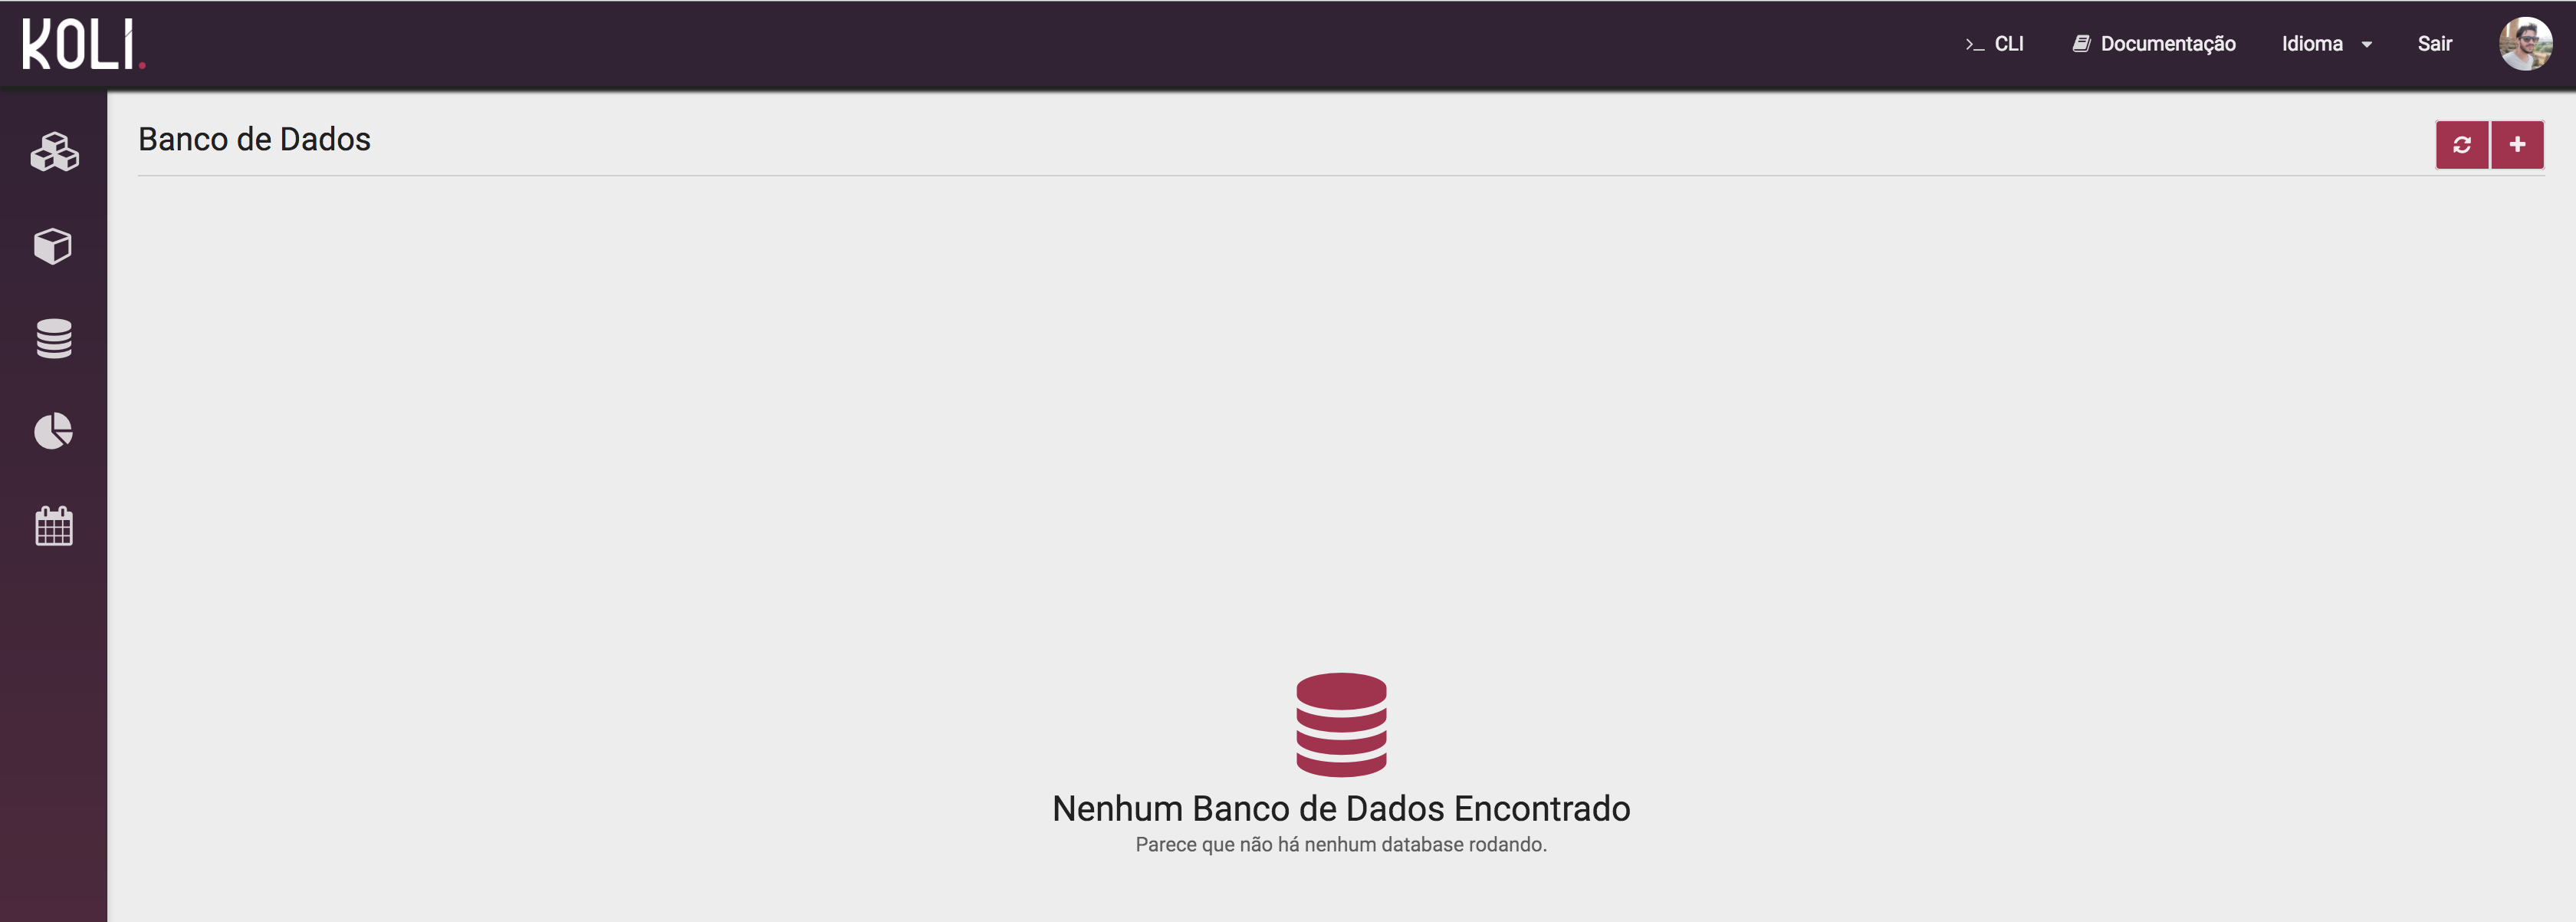 KOLI.
CLI
Documentação
Idioma
Sair
Banco de Dados
Nenhum Banco de Dados Encontrado
Parece que não há nenhum database rodando.